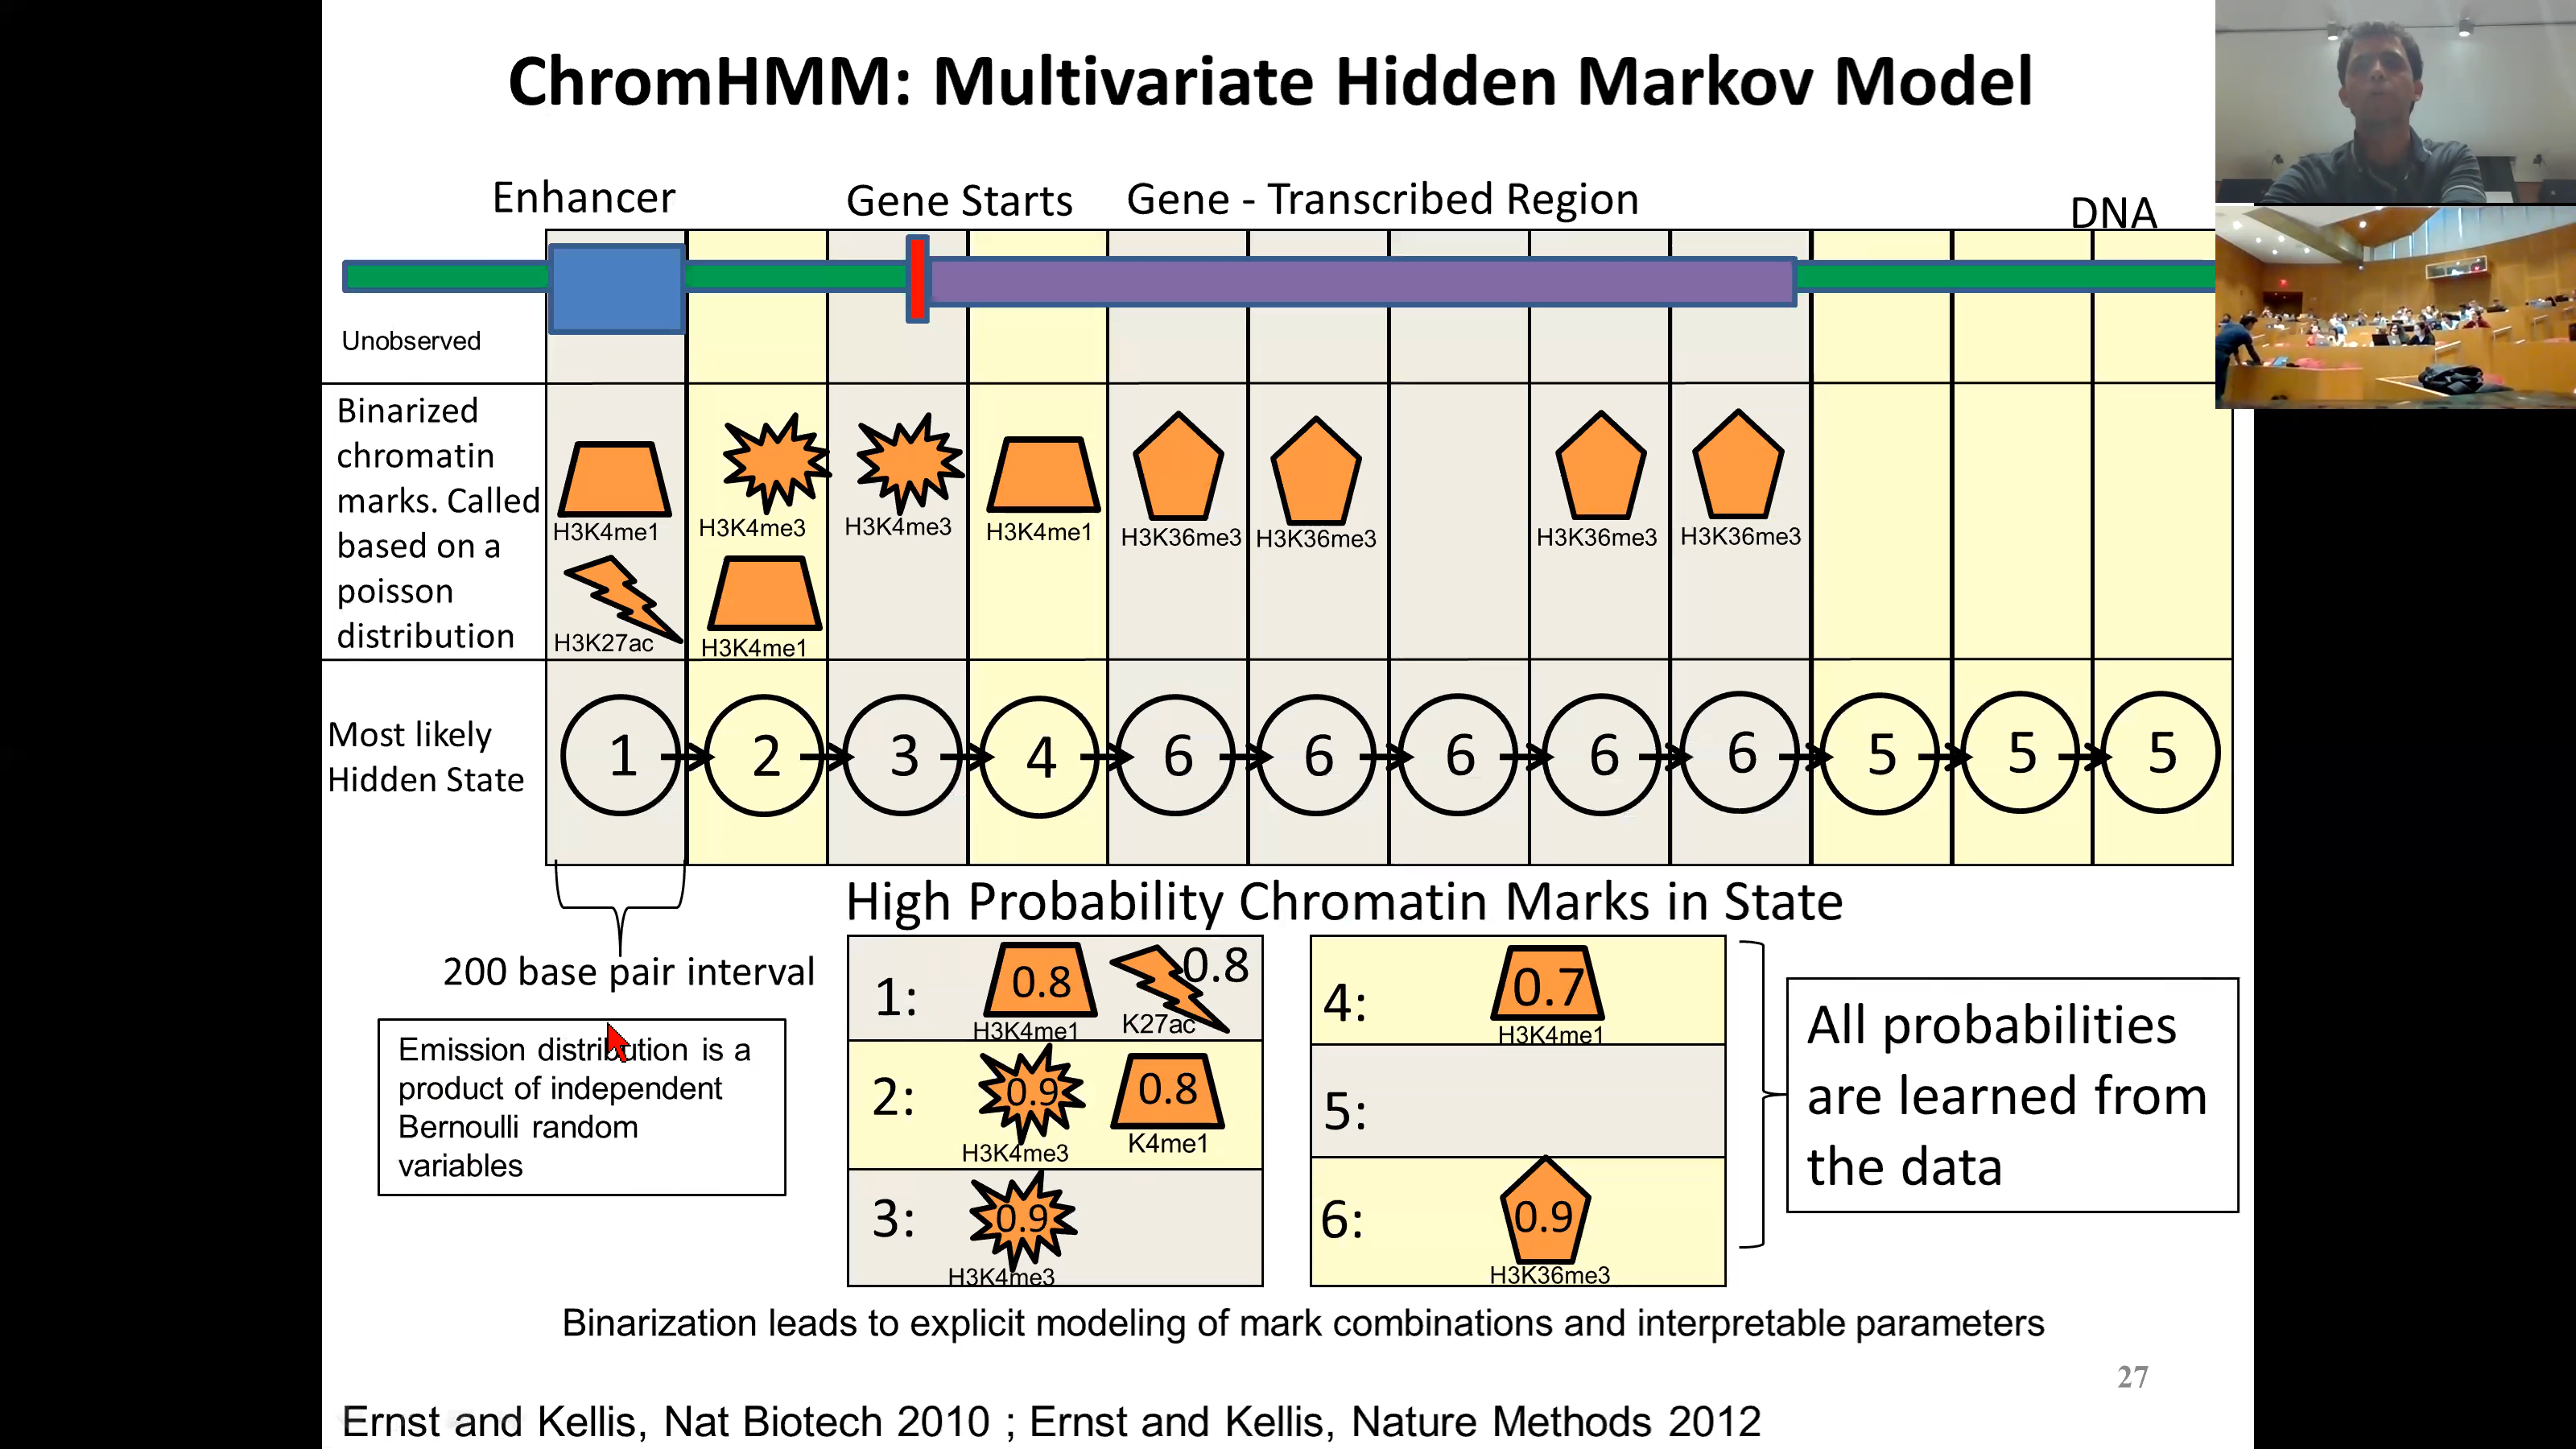 ChromHMM: Multivariate Hidden Markov Model
Enhancer
Gene Starts
Gene - Transcribed Region
DNA
Unobserved
Binarized
chromatin
marks. Called
based on a
poisson
distribution
H3K4me1
H3K4me3
H3K4me3
H3K4me1
H3K36me3
H3K36me3
H3K36me3
H3K36me3
H3K27ac
H3K4me1
Most likely
Hidden State
1 2 3 4 6 6 6 6 6 5 5 5
200 base pair interval
Emission distribution is a
product of independent
Bernoulli random
variables
High Probability Chromatin Marks in State
1: 0.8 0.8
H3K4me1 K27ac
2: 0.9 0.8
H3K4me3 K4me1
3: 0.9
H3K4me3
4: 0.7
H3K4me1
5:
6: 0.9
H3K36me3
All probabilities
are learned from
the data
Binarization leads to explicit modeling of mark combinations and interpretable parameters
27
Ernst and Kellis, Nat Biotech 2010 ; Ernst and Kellis, Nature Methods 2012